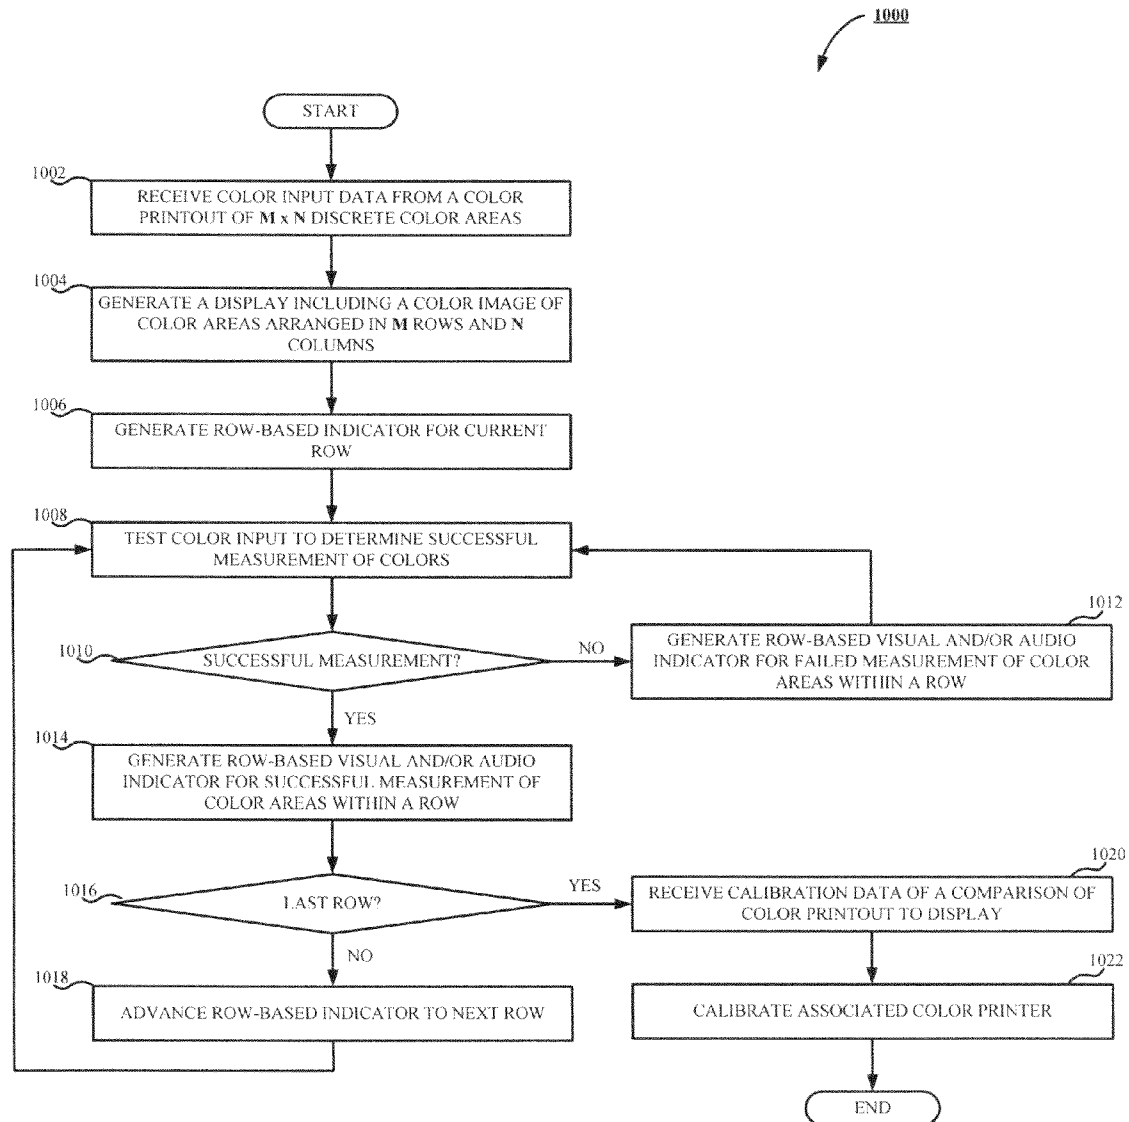 1000
START
1002
RECEIVE COLOR INPUT DATA FROM A COLOR
PRINTOUT OF M x N DISCRETE COLOR AREAS
1004
GENERATE A DISPLAY INCLUDING A COLOR IMAGE OF
COLOR AREAS ARRANGED IN M ROWS AND N
COLUMNS
1006
GENERATE ROW-BASED INDICATOR FOR CURRENT
ROW
1008
TEST COLOR INPUT TO DETERMINE SUCCESSFUL
MEASUREMENT OF COLORS
1010
SUCCESSFUL MEASUREMENT?
NO
1012
GENERATE ROW-BASED VISUAL AND/OR AUDIO
INDICATOR FOR FAILED MEASUREMENT OF COLOR
AREAS WITHIN A ROW
YES
1014
GENERATE ROW-BASED VISUAL AND/OR AUDIO
INDICATOR FOR SUCCESSFUL MEASUREMENT OF
COLOR AREAS WITHIN A ROW
1016
LAST ROW?
YES
1020
RECEIVE CALIBRATION DATA OF A COMPARISON OF
COLOR PRINTOUT TO DISPLAY
NO
1018
ADVANCE ROW-BASED INDICATOR TO NEXT ROW
1022
CALIBRATE ASSOCIATED COLOR PRINTER
END